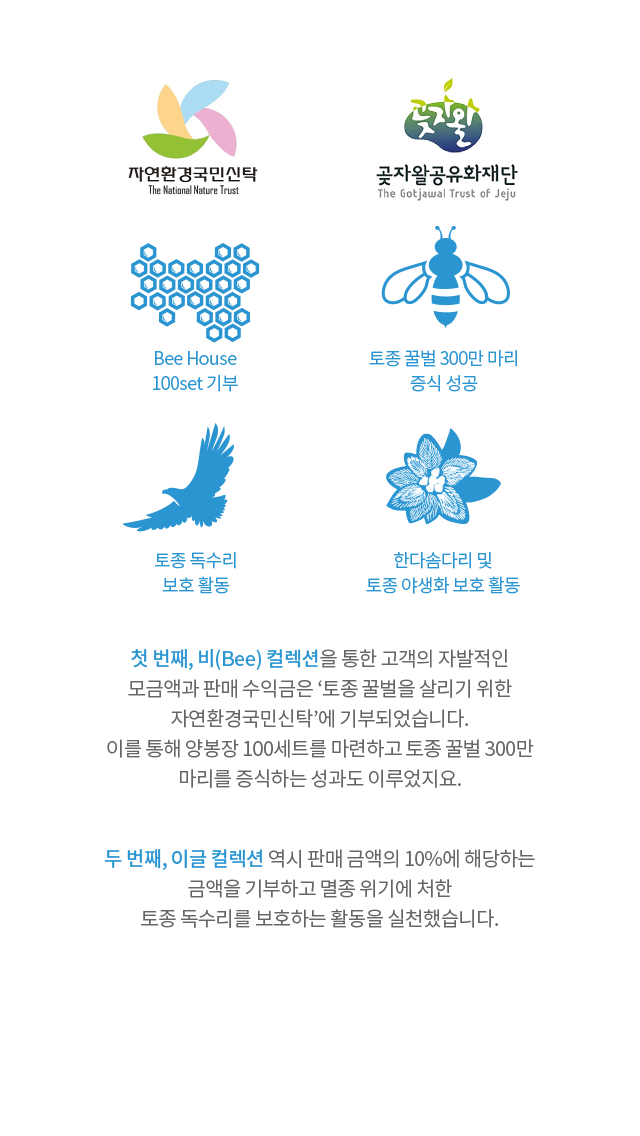 자연환경국민신탁
The National Nature Trust
곶자왈
곶자왈공유화재단
The Gotjawal Trust of Jeju
Bee House
100set 기부
토종 꿀벌 300만 마리
증식 성공
토종 독수리
보호 활동
한다솜다리 및
토종 야생화 보호 활동
첫 번째, 비(Bee) 컬렉션을 통한 고객의 자발적인
모금액과 판매 수익금은 ‘토종 꿀벌을 살리기 위한
자연환경국민신탁’에 기부되었습니다.
이를 통해 양봉장 100세트를 마련하고 토종 꿀벌 300만
마리를 증식하는 성과도 이루었지요.
두 번째, 이글 컬렉션 역시 판매 금액의 10%에 해당하는
금액을 기부하고 멸종 위기에 처한
토종 독수리를 보호하는 활동을 실천했습니다.